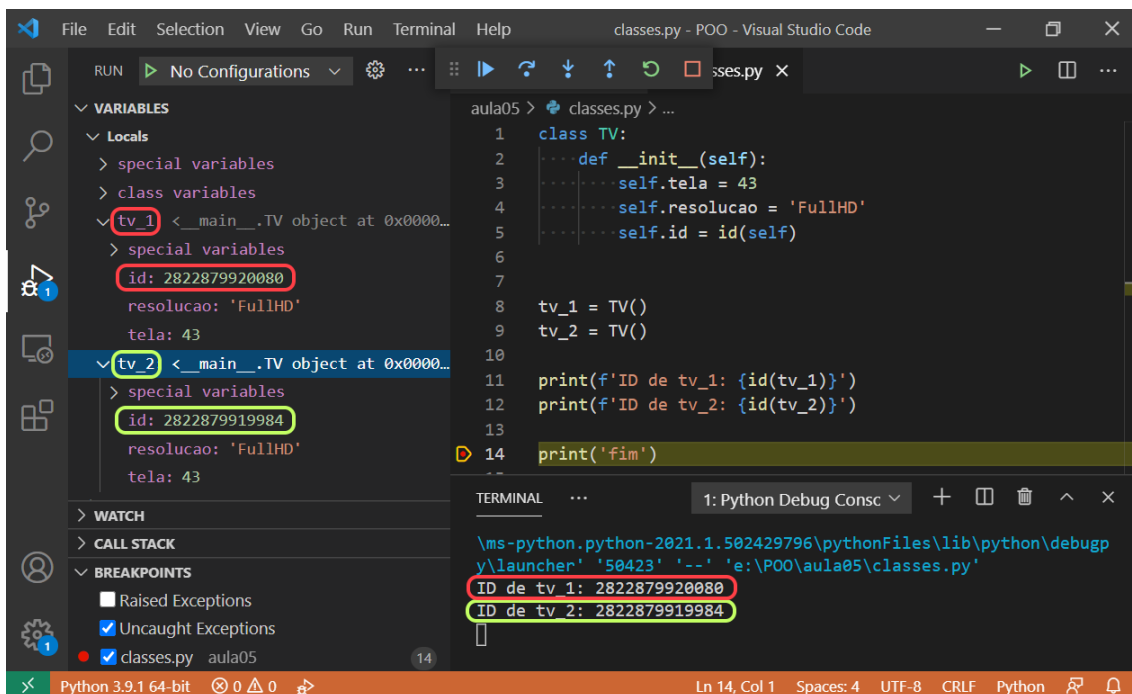 File Edit Selection View Go Run Terminal Help classes.py - POO - Visual Studio Code
RUN No Configurations ...
VARIABLES
Locals
special variables
class variables
tv_1 <__main__.TV object at 0x0000...
special variables
id: 2822879920080
resolucao: 'FullHD'
tela: 43
tv_2 <__main__.TV object at 0x0000...
special variables
id: 2822879919984
resolucao: 'FullHD'
tela: 43
WATCH
CALL STACK
BREAKPOINTS
Raised Exceptions
Uncaught Exceptions
classes.py aula05 14
1
1
sses.py
aula05 > classes.py > ...
1 class TV:
2 ····def __init__(self):
3 ········self.tela = 43
4 ········self.resolucao = 'FullHD'
5 ········self.id = id(self)
6
7
8 tv_1 = TV()
9 tv_2 = TV()
10
11 print(f'ID de tv_1: {id(tv_1)}')
12 print(f'ID de tv_2: {id(tv_2)}')
13
14 print('fim')
TERMINAL ... 1: Python Debug Consc
\ms-python.python-2021.1.502429796\pythonFiles\lib\python\debugp
y\launcher' '50423' '--' 'e:\POO\aula05\classes.py'
ID de tv_1: 2822879920080
ID de tv_2: 2822879919984
Python 3.9.1 64-bit 0 0 Ln 14, Col 1 Spaces: 4 UTF-8 CRLF Python